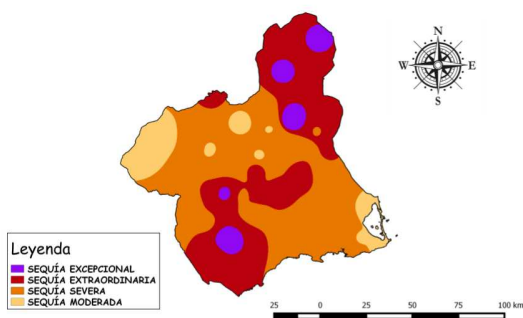 N
W E
S
Leyenda
SEQUÍA EXCEPCIONAL
SEQUÍA EXTRAORDINARIA
SEQUÍA SEVERA
SEQUÍA MODERADA
25 0 25 50 75 100 km